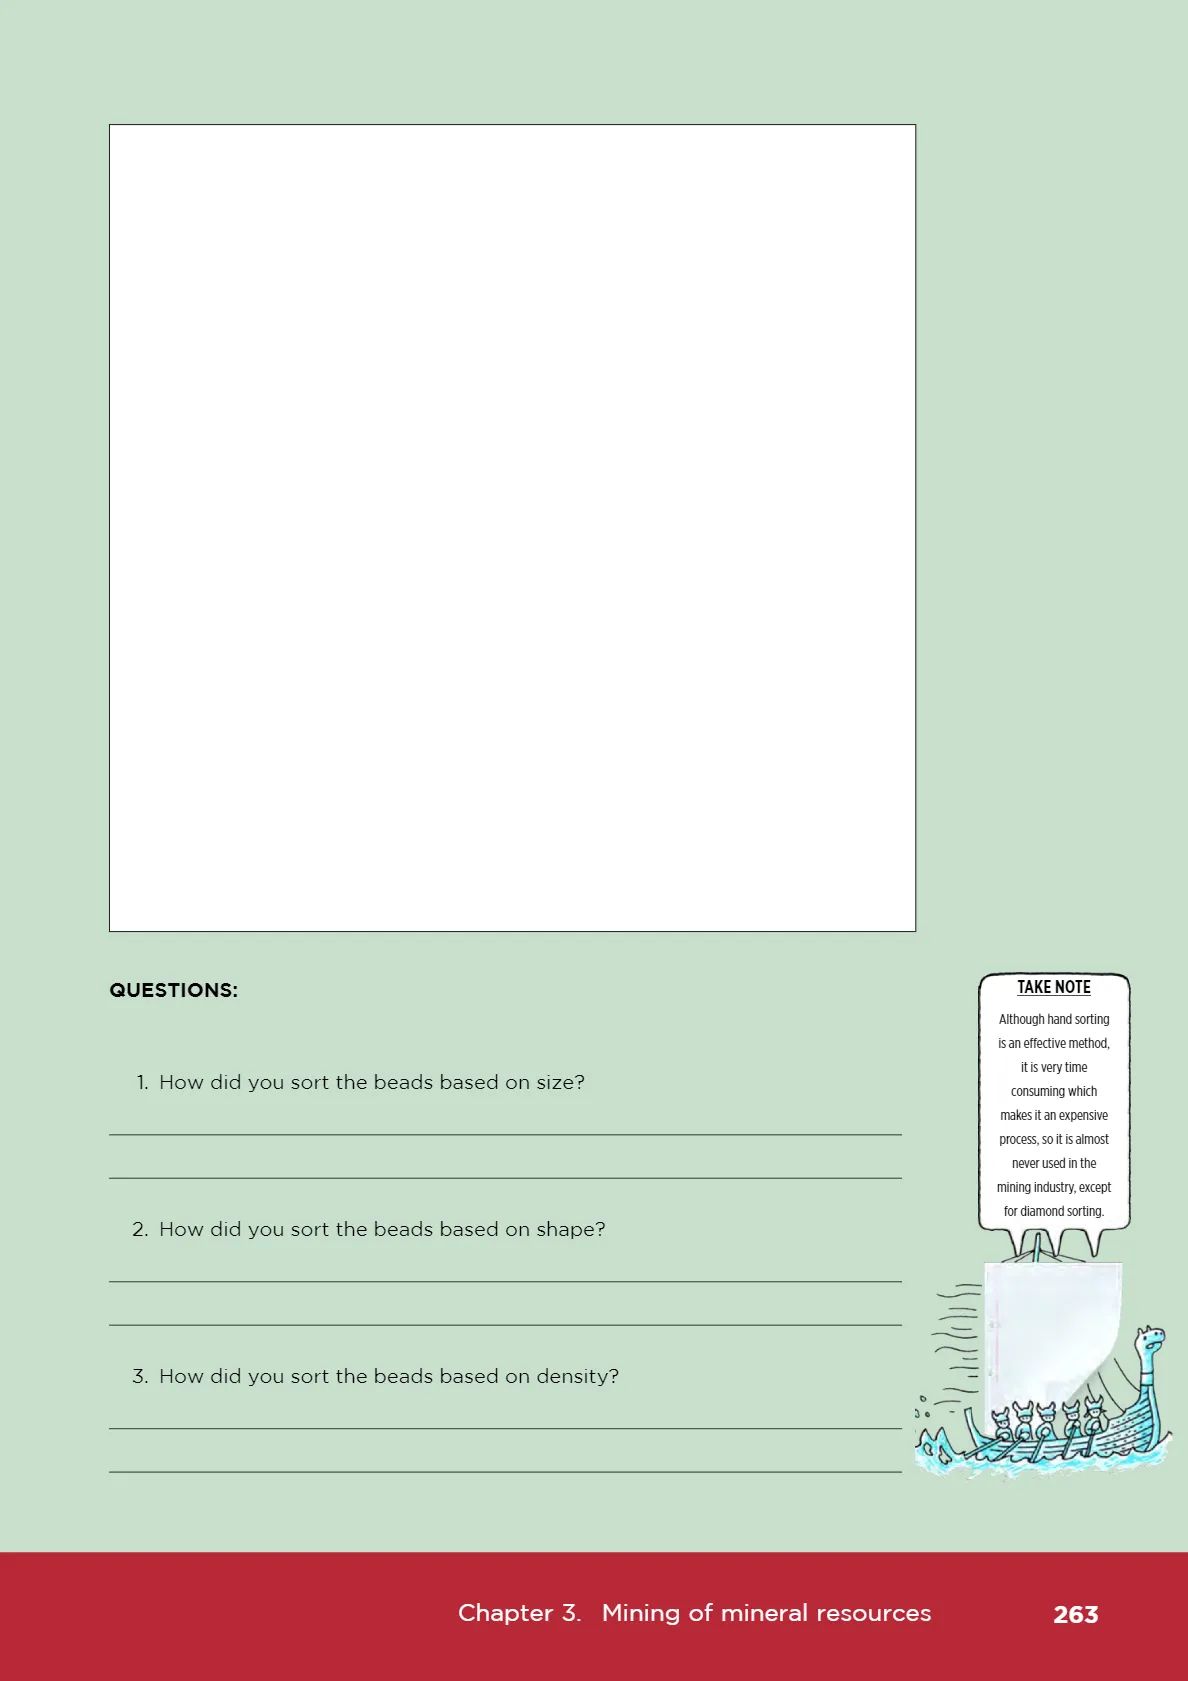 QUESTIONS:
1. How did you sort the beads based on size?
2. How did you sort the beads based on shape?
3. How did you sort the beads based on density?
TAKE NOTE
Although hand sorting
is an effective method,
it is very time
consuming which
makes it an expensive
process, so it is almost
never used in the
mining industry, except
for diamond sorting.
Chapter 3. Mining of mineral resources 263